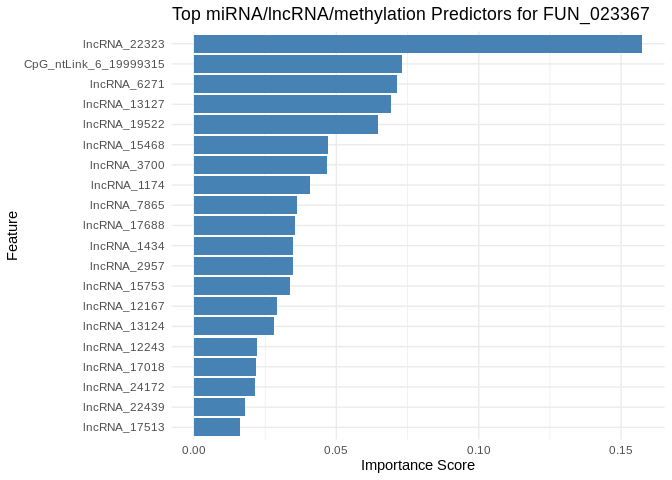 Top miRNA/lncRNA/methylation Predictors for FUN_023367
lncRNA_22323
CpG_ntLink_6_19999315
lncRNA_6271
lncRNA_13127
lncRNA_19522
lncRNA_15468
lncRNA_3700
lncRNA_1174
lncRNA_7865
lncRNA_17688
lncRNA_1434
lncRNA_2957
lncRNA_15753
lncRNA_12167
lncRNA_13124
lncRNA_12243
lncRNA_17018
lncRNA_24172
lncRNA_22439
lncRNA_17513
Feature
0.00 0.05 0.10 0.15
Importance Score